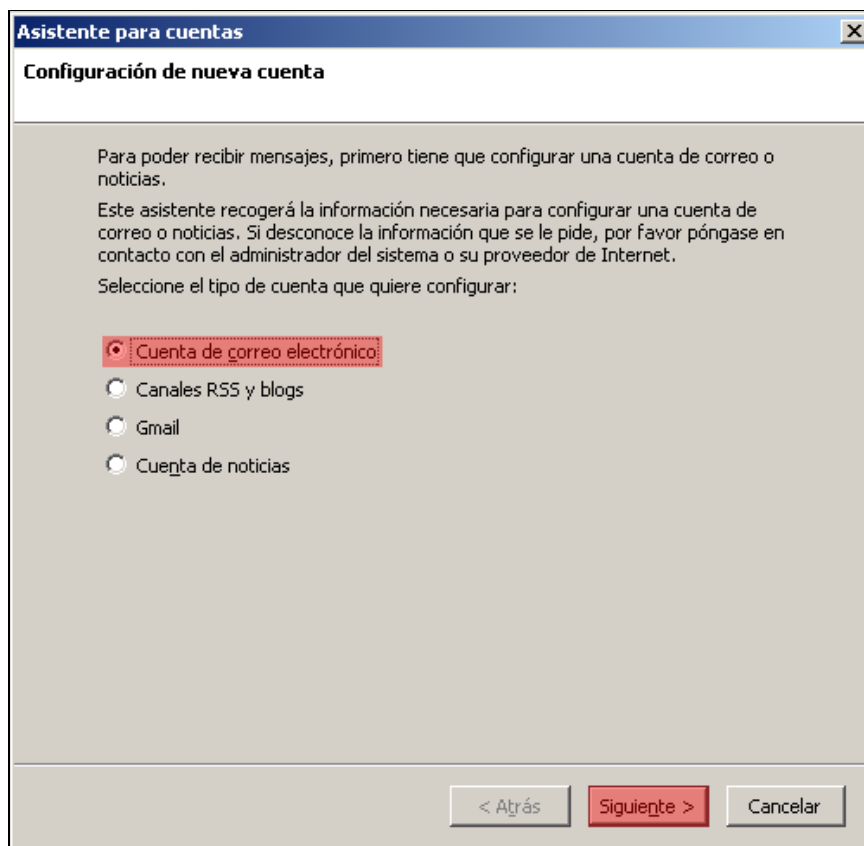 Asistente para cuentas
Configuración de nueva cuenta
Para poder recibir mensajes, primero tiene que configurar una cuenta de correo o
noticias.
Este asistente recogerá la información necesaria para configurar una cuenta de
correo o noticias. Si desconoce la información que se le pide, por favor póngase en
contacto con el administrador del sistema o su proveedor de Internet.
Seleccione el tipo de cuenta que quiere configurar:
Cuenta de correo electrónico
Canales RSS y blogs
Gmail
Cuenta de noticias
< Atrás
Siguiente >
Cancelar